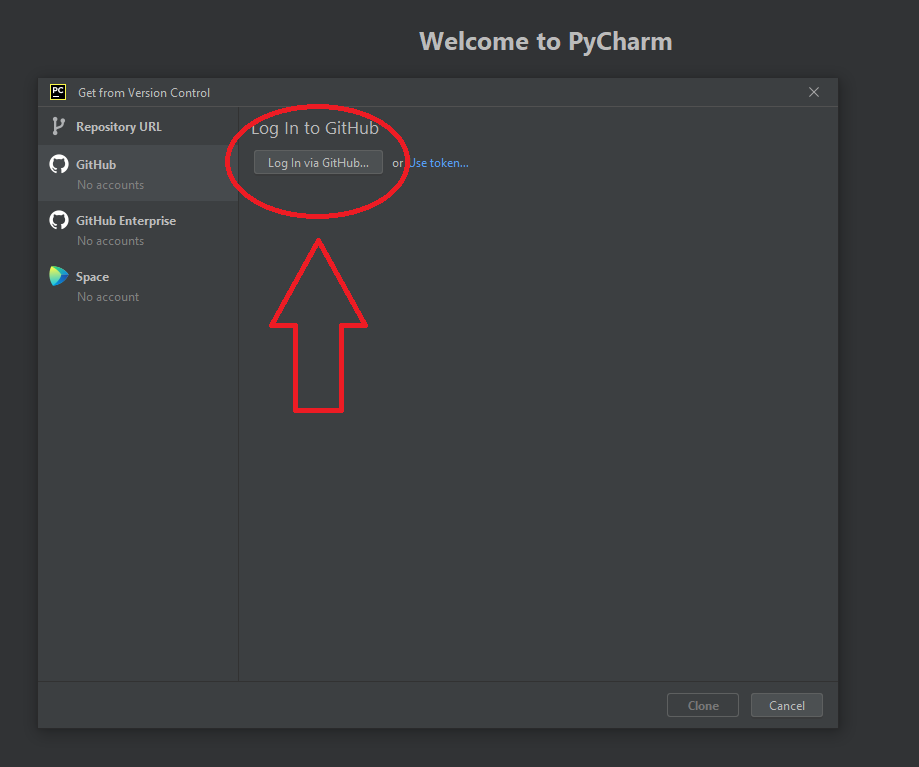 Welcome to PyCharm
PC
Get from Version Control
Repository URL
GitHub
No accounts
GitHub Enterprise
No accounts
Space
No account
Log In to GitHub
Log In via GitHub... or Use token...
Clone Cancel